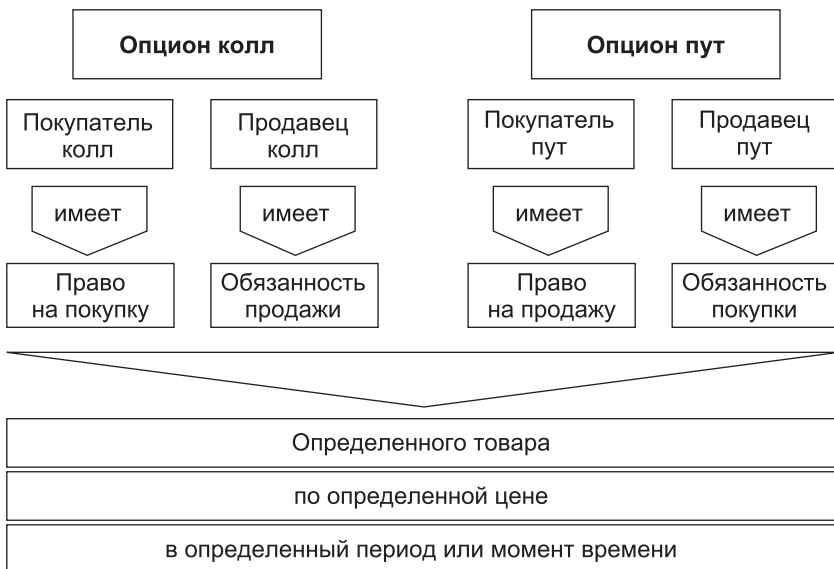 Опцион колл
Опцион пут
Покупатель
колл
Продавец
колл
Покупатель
пут
Продавец
пут
имеет
имеет
имеет
имеет
Право
на покупку
Обязанность
продажи
Право
на продажу
Обязанность
покупки
Определенного товара
по определенной цене
в определенный период или момент времени